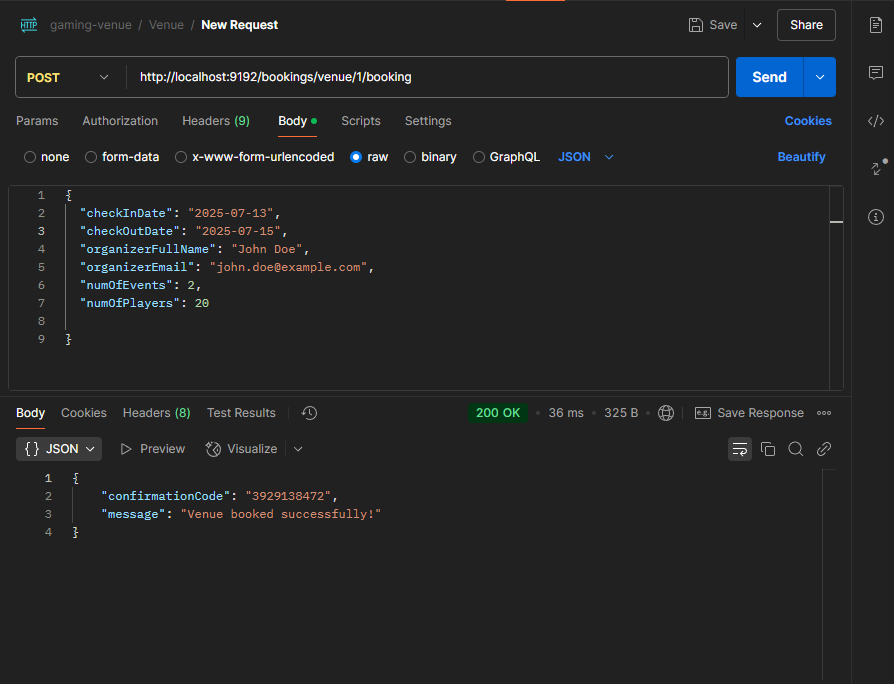 HTTP gaming-venue / Venue / New Request Save Share
POST http://localhost:9192/bookings/venue/1/booking Send
Params Authorization Headers (9) Body Scripts Settings Cookies
none form-data x-www-form-urlencoded raw binary GraphQL JSON Beautify
1 {
2 "checkInDate": "2025-07-13",
3 "checkOutDate": "2025-07-15",
4 "organizerFullName": "John Doe",
5 "organizerEmail": "john.doe@example.com",
6 "numOfEvents": 2,
7 "numOfPlayers": 20
8
9 }
Body Cookies Headers (8) Test Results 200 OK • 36 ms • 325 B • e.g. Save Response
{} JSON Preview Visualize
1 {
2 "confirmationCode": "3929138472",
3 "message": "Venue booked successfully!"
4 }